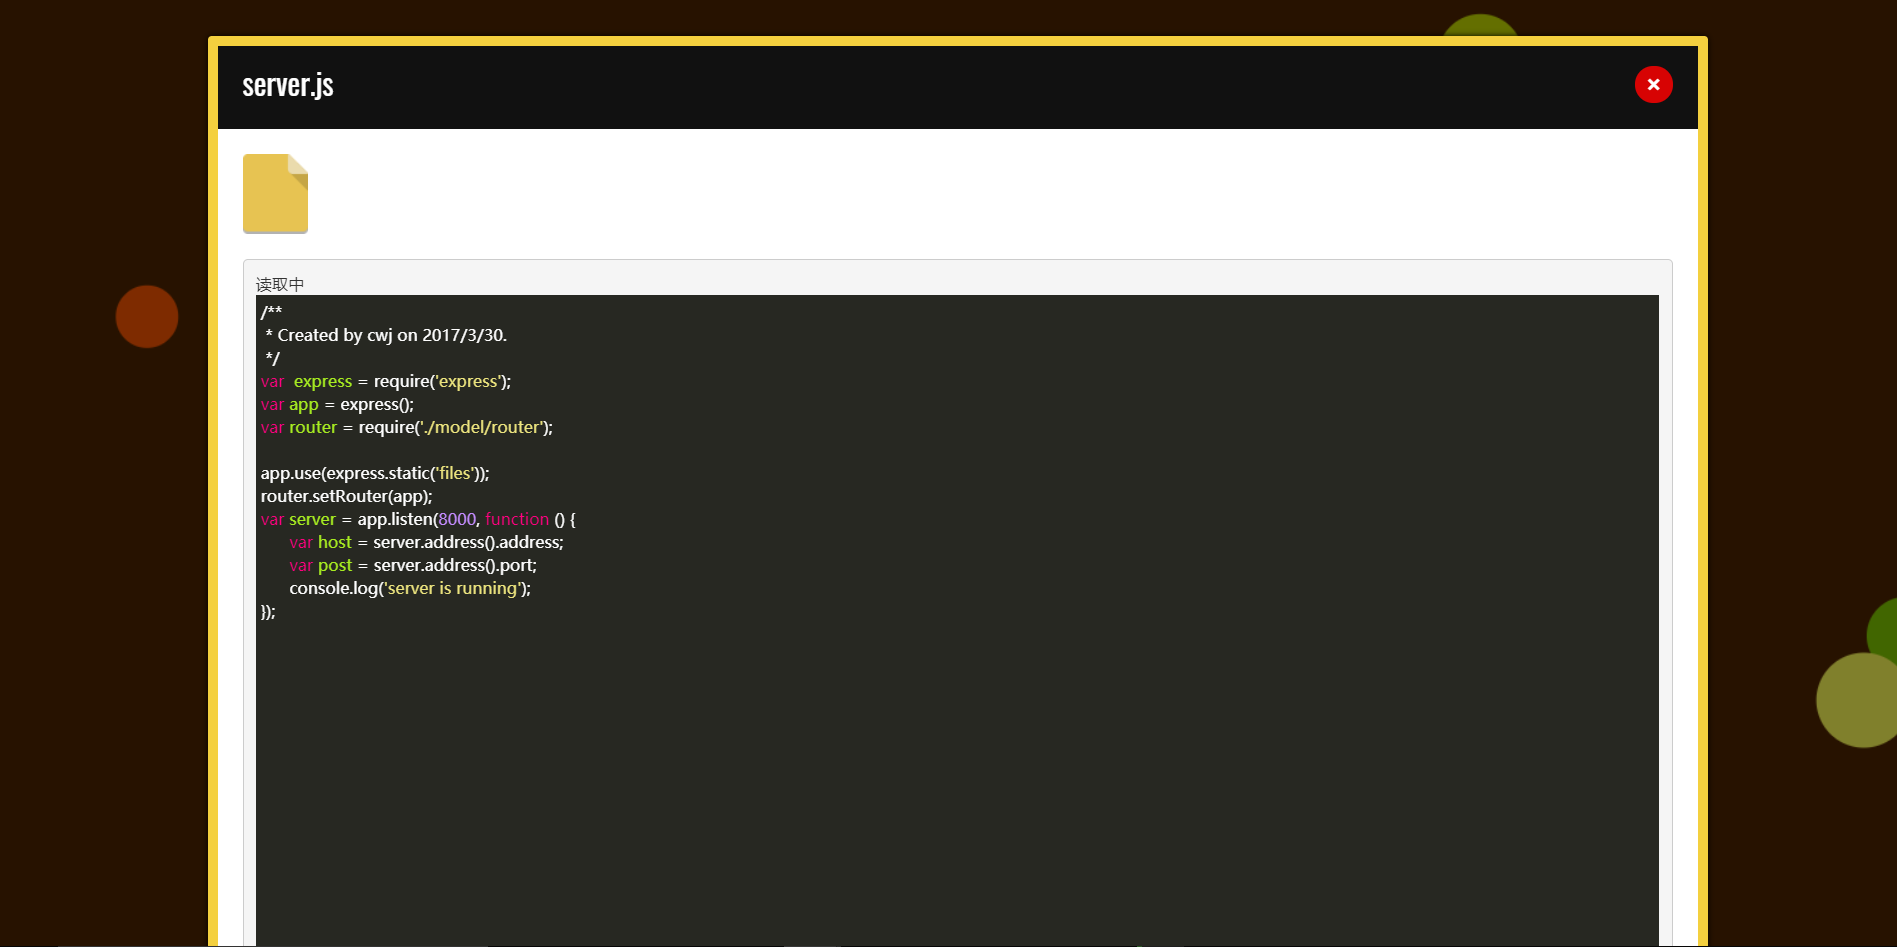 server.js
读取中
/**
 * Created by cwj on 2017/3/30.
 */
var  express = require('express');
var app = express();
var router = require('./model/router');

app.use(express.static('files'));
router.setRouter(app);
var server = app.listen(8000, function () {
      var host = server.address().address;
      var post = server.address().port;
      console.log('server is running');
});